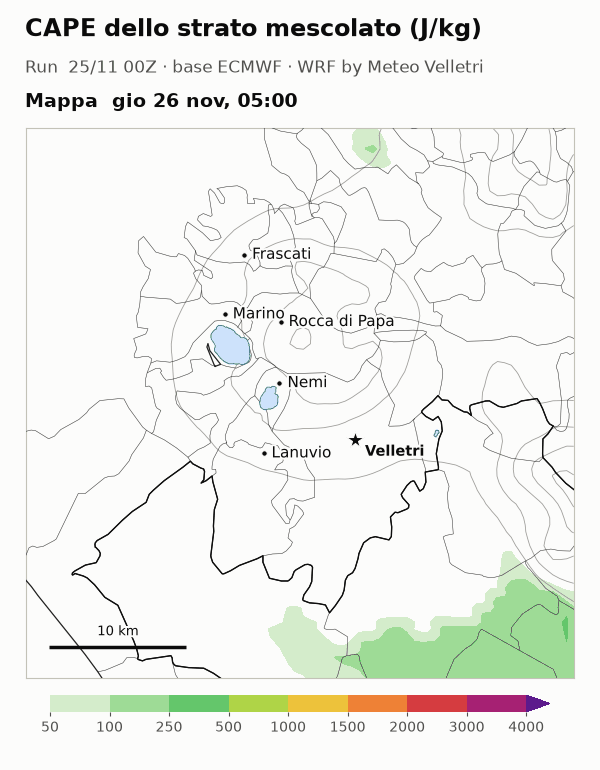 CAPE dello strato mescolato (J/kg)
Run  25/11 00Z · base ECMWF · WRF by Meteo Velletri
Mappa  gio 26 nov, 05:00
Frascati
Marino
Rocca di Papa
Nemi
Velletri
Lanuvio
10 km
50 100 250 500 1000 1500 2000 3000 4000